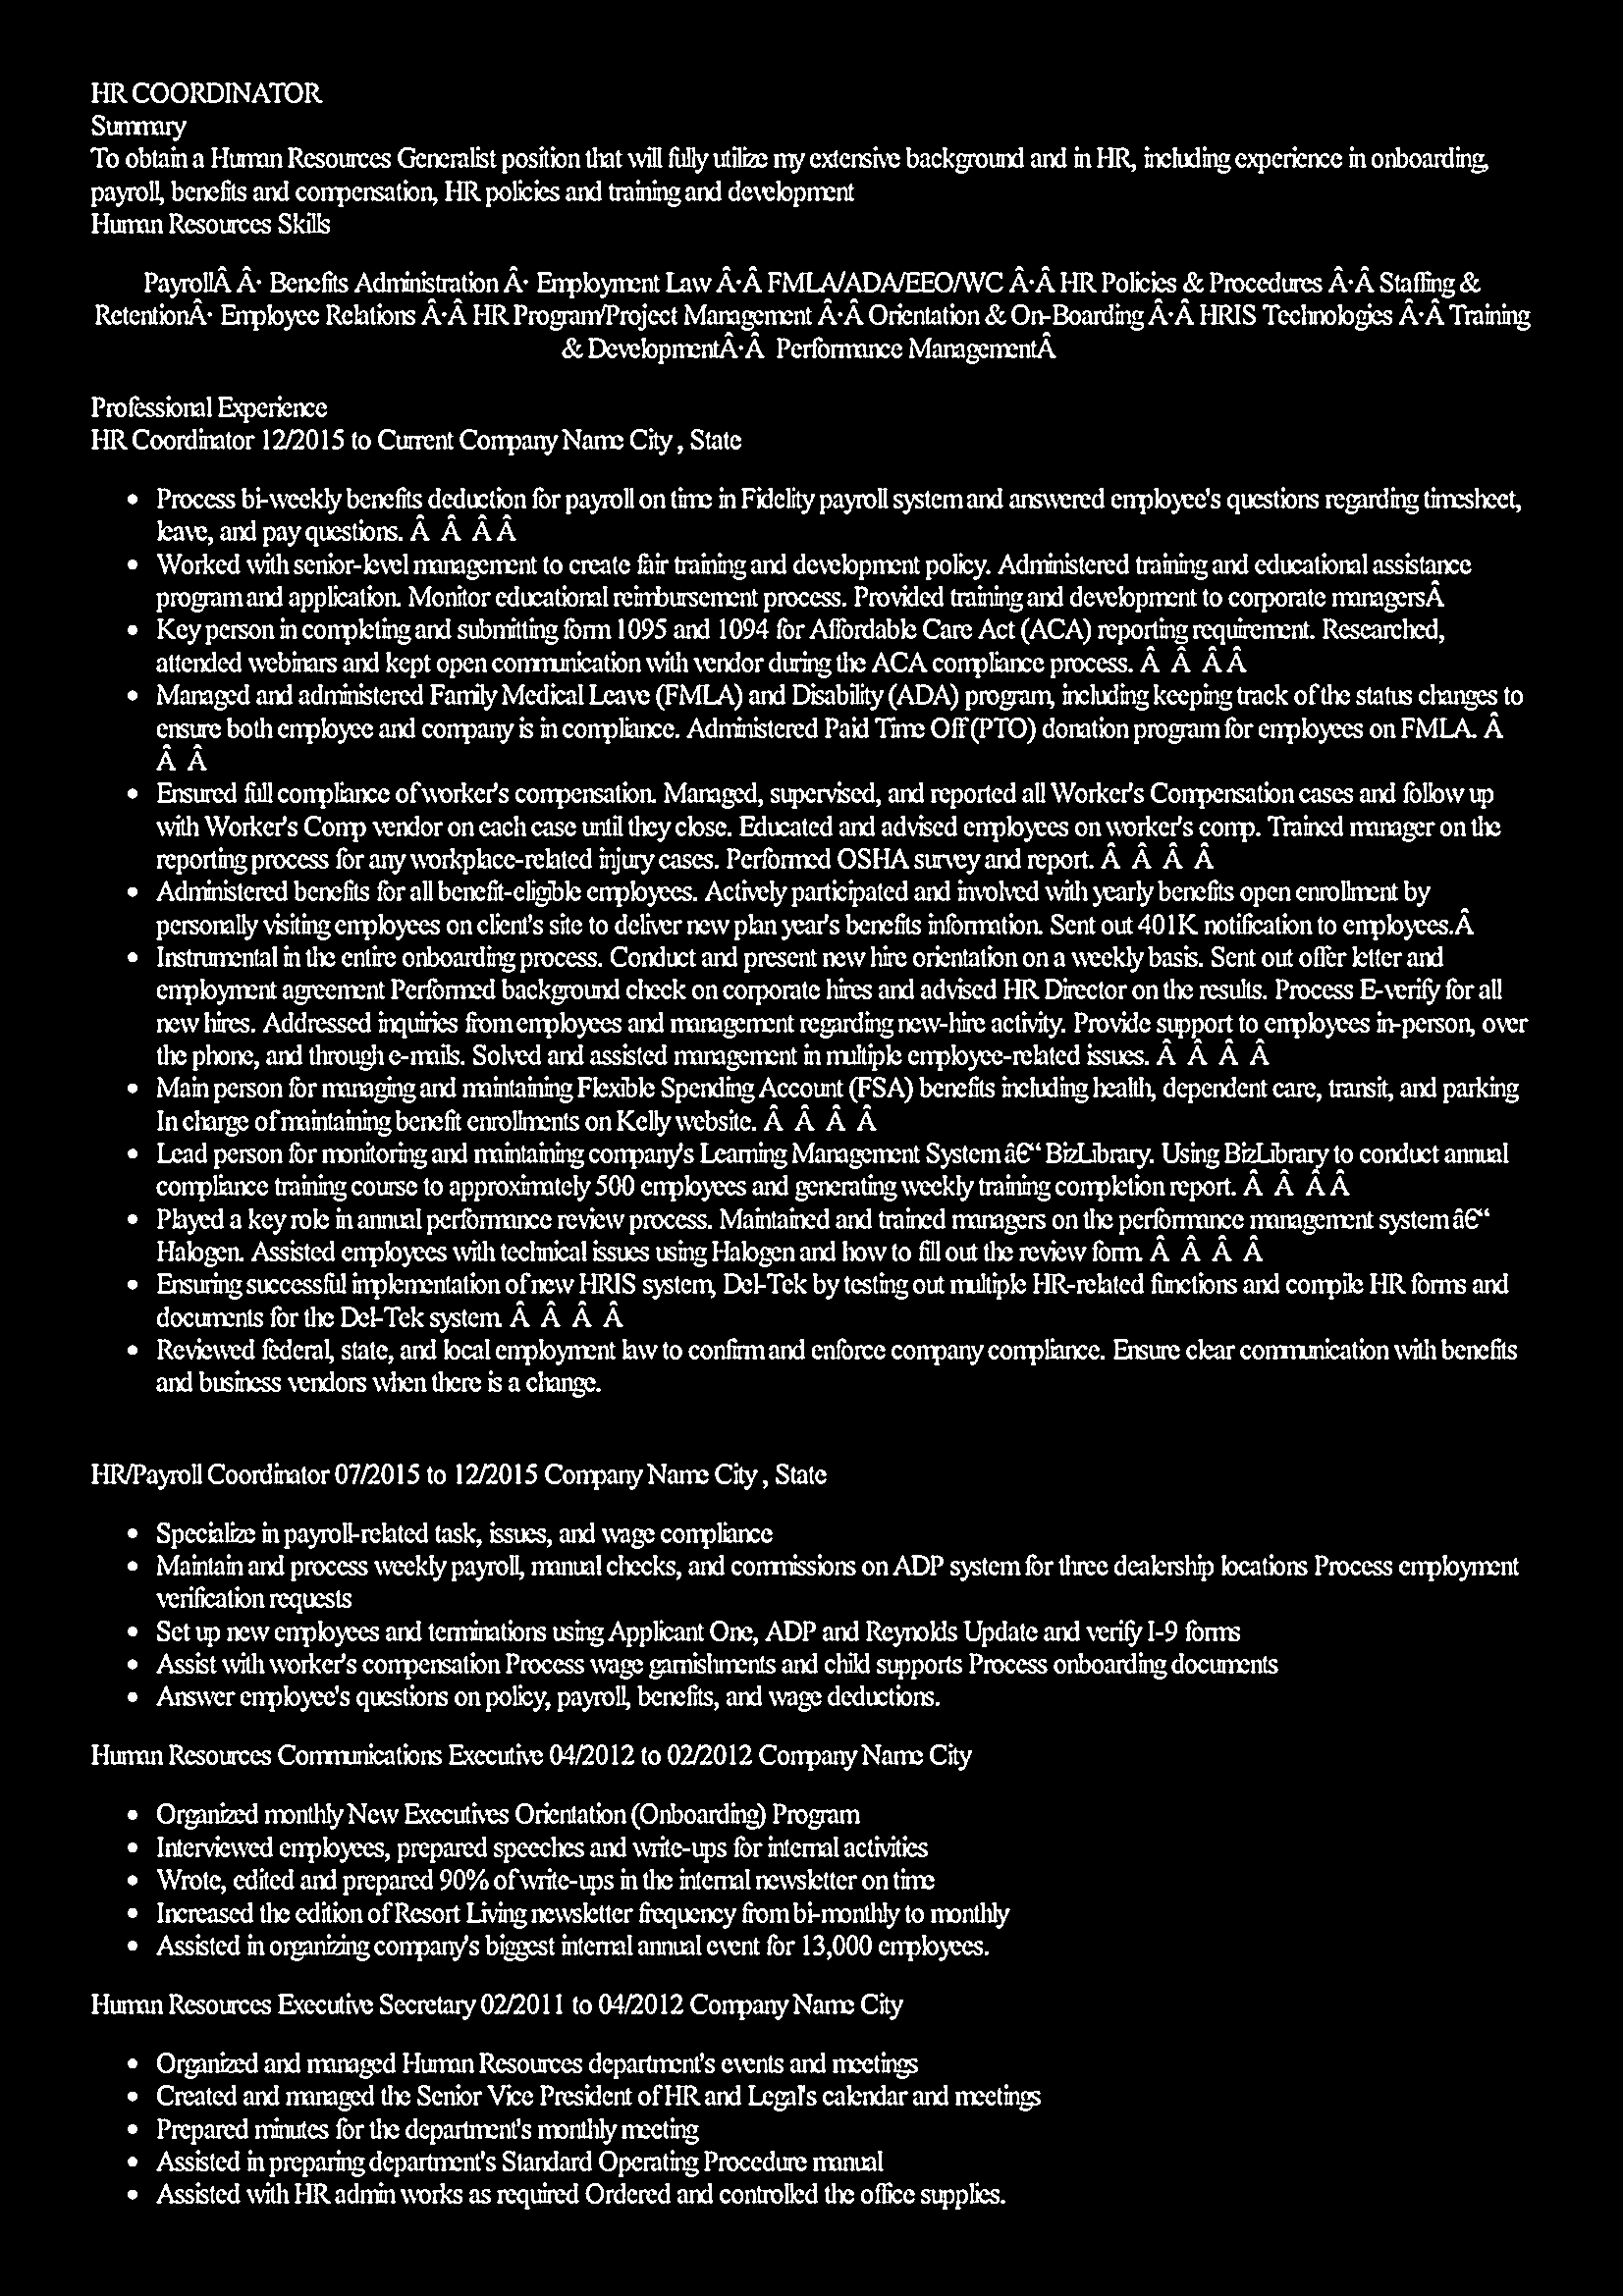 HR COORDINATOR
Summary
To obtain a Human Resources Generalist position that will fully utilize my extensive background and in HR, including experience in onboarding,
payroll, benefits and compensation, HR policies and training and development
Human Resources Skills
PayrollÂ Â· Benefits Administration Â· Employment Law Â·Â FMLA/ADA/EEO/WC Â·Â HR Policies & Procedures Â·Â Staffing &
RetentionÂ· Employee Relations Â·Â HR Program/Project Management Â·Â Orientation & On-Boarding Â·Â HRIS Technologies Â·Â Training
& DevelopmentÂ·Â  Performance ManagementÂ
Professional Experience
HR Coordinator 12/2015 to Current Company Name City , State
• Process bi-weekly benefits deduction for payroll on time in Fidelity payroll system and answered employee's questions regarding timesheet,
leave, and pay questions. Â  Â  Â Â
• Worked with senior-level management to create fair training and development policy. Administered training and educational assistance
program and application. Monitor educational reimbursement process. Provided training and development to corporate managersÂ
• Key person in completing and submitting form 1095 and 1094 for Affordable Care Act (ACA) reporting requirement. Researched,
attended webinars and kept open communication with vendor during the ACA compliance process. Â  Â  Â Â
• Managed and administered Family Medical Leave (FMLA) and Disability (ADA) program, including keeping track of the status changes to
ensure both employee and company is in compliance. Administered Paid Time Off (PTO) donation program for employees on FMLA. Â
Â  Â
• Ensured full compliance of worker's compensation. Managed, supervised, and reported all Worker's Compensation cases and follow up
with Worker's Comp vendor on each case until they close. Educated and advised employees on worker's comp. Trained manager on the
reporting process for any workplace-related injury cases. Performed OSHA survey and report. Â  Â  Â  Â
• Administered benefits for all benefit-eligible employees. Actively participated and involved with yearly benefits open enrollment by
personally visiting employees on client's site to deliver new plan year's benefits information. Sent out 401K notification to employees.Â
• Instrumental in the entire onboarding process. Conduct and present new hire orientation on a weekly basis. Sent out offer letter and
employment agreement Performed background check on corporate hires and advised HR Director on the results. Process E-verify for all
new hires. Addressed inquiries from employees and management regarding new-hire activity. Provide support to employees in-person, over
the phone, and through e-mails. Solved and assisted management in multiple employee-related issues. Â  Â  Â  Â
• Main person for managing and maintaining Flexible Spending Account (FSA) benefits including health, dependent care, transit, and parking
In charge of maintaining benefit enrollments on Kelly website. Â  Â  Â  Â
• Lead person for monitoring and maintaining company's Learning Management System â€“ BizLibrary. Using BizLibrary to conduct annual
compliance training course to approximately 500 employees and generating weekly training completion report. Â  Â  Â Â
• Played a key role in annual performance review process. Maintained and trained managers on the performance management system â€“
Halogen. Assisted employees with technical issues using Halogen and how to fill out the review form. Â  Â  Â  Â
• Ensuring successful implementation of new HRIS system, Del-Tek by testing out multiple HR-related functions and compile HR forms and
documents for the Del-Tek system. Â  Â  Â  Â
• Reviewed federal, state, and local employment law to confirm and enforce company compliance. Ensure clear communication with benefits
and business vendors when there is a change.
HR/Payroll Coordinator 07/2015 to 12/2015 Company Name City , State
• Specialize in payroll-related task, issues, and wage compliance
• Maintain and process weekly payroll, manual checks, and commissions on ADP system for three dealership locations Process employment
verification requests
• Set up new employees and terminations using Applicant One, ADP and Reynolds Update and verify I-9 forms
• Assist with worker's compensation Process wage garnishments and child supports Process onboarding documents
• Answer employee's questions on policy, payroll, benefits, and wage deductions.
Human Resources Communications Executive 04/2012 to 02/2012 Company Name City
• Organized monthly New Executives Orientation (Onboarding) Program
• Interviewed employees, prepared speeches and write-ups for internal activities
• Wrote, edited and prepared 90% of write-ups in the internal newsletter on time
• Increased the edition of Resort Living newsletter frequency from bi-monthly to monthly
• Assisted in organizing company's biggest internal annual event for 13,000 employees.
Human Resources Executive Secretary 02/2011 to 04/2012 Company Name City
• Organized and managed Human Resources department's events and meetings
• Created and managed the Senior Vice President of HR and Legal's calendar and meetings
• Prepared minutes for the department's monthly meeting
• Assisted in preparing department's Standard Operating Procedure manual
• Assisted with HR admin works as required Ordered and controlled the office supplies.